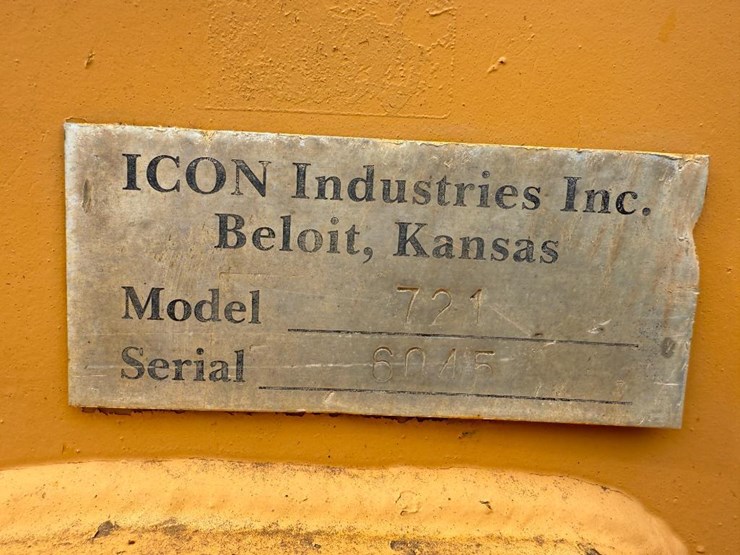 ICON Industries Inc.
Beloit, Kansas
Model 721
Serial 6045